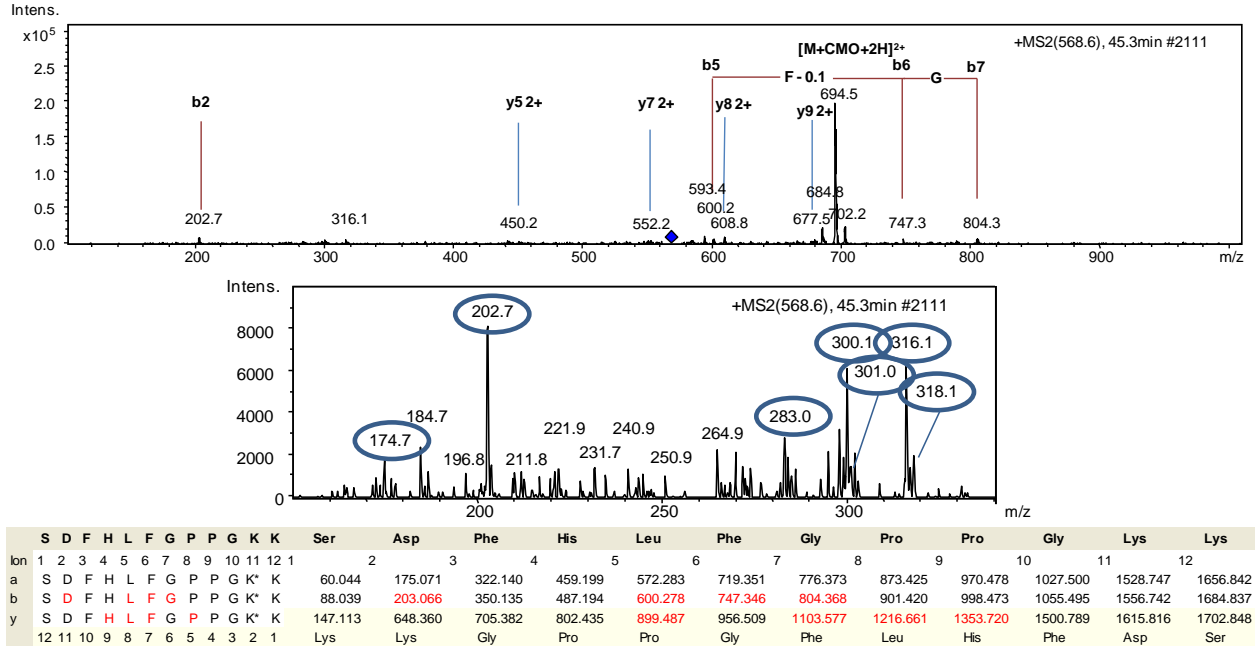 Intens.
x10⁵
+MS2(568.6), 45.3min #2111
[M+CMO+2H]²⁺
b5 F - 0.1 b6 G b7
b2 y5 2+ y7 2+ y8 2+ y9 2+
2.5
2.0
1.5
1.0
0.5
0.0
202.7 316.1 450.2 552.2 593.4 600.2 608.8 677.5 684.8 694.5 702.2 747.3 804.3
200 300 400 500 600 700 800 900 m/z
Intens.
+MS2(568.6), 45.3min #2111
8000
6000
4000
2000
0
174.7 184.7 196.8 202.7 211.8 221.9 231.7 240.9 250.9 264.9 283.0 300.1 301.0 316.1 318.1
200 250 300 m/z
S D F H L F G P P G K K Ser Asp Phe His Leu Phe Gly Pro Pro Gly Lys Lys
Ion 1 2 3 4 5 6 7 8 9 10 11 12 1 2 3 4 5 6 7 8 9 10 11 12
a S D F H L F G P P G K* K 60.044 175.071 322.140 459.199 572.283 719.351 776.373 873.425 970.478 1027.500 1528.747 1656.842
b S D F H L F G P P G K* K 88.039 203.066 350.135 487.194 600.278 747.346 804.368 901.420 998.473 1055.495 1556.742 1684.837
y S D F H L F G P P G K* K 147.113 648.360 705.382 802.435 899.487 956.509 1103.577 1216.661 1353.720 1500.789 1615.816 1702.848
12 11 10 9 8 7 6 5 4 3 2 1 Lys Lys Gly Pro Pro Gly Phe Leu His Phe Asp Ser